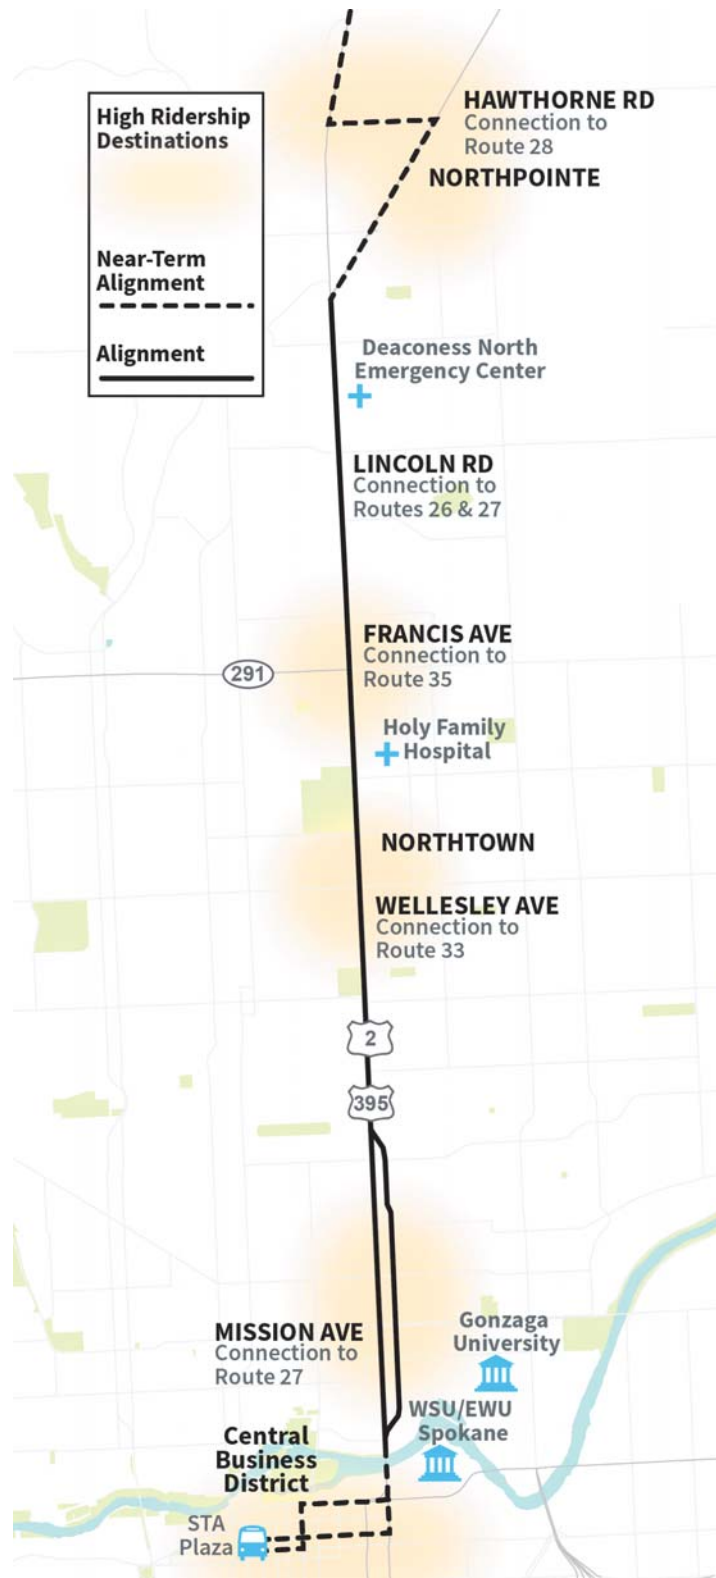 HAWTHORNE RD
Connection to
Route 28
NORTHPOINTE
High Ridership
Destinations
Near-Term
Alignment
Alignment
Deaconess North
Emergency Center
LINCOLN RD
Connection to
Routes 26 & 27
FRANCIS AVE
Connection to
Route 35
291
Holy Family
Hospital
NORTHTOWN
WELLESLEY AVE
Connection to
Route 33
2
395
MISSION AVE
Connection to
Route 27
Gonzaga
University
WSU/EWU
Spokane
Central
Business
District
STA
Plaza